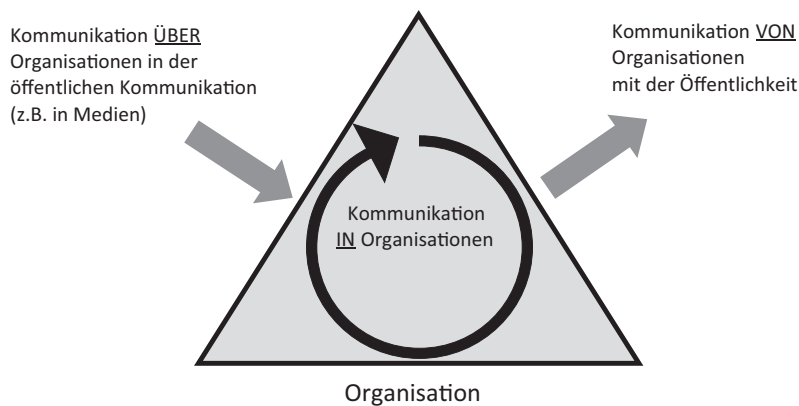 Kommunikation ÜBER
Organisationen in der
öffentlichen Kommunikation
(z.B. in Medien)
Kommunikation VON
Organisationen
mit der Öffentlichkeit
Kommunikation
IN Organisationen
Organisation